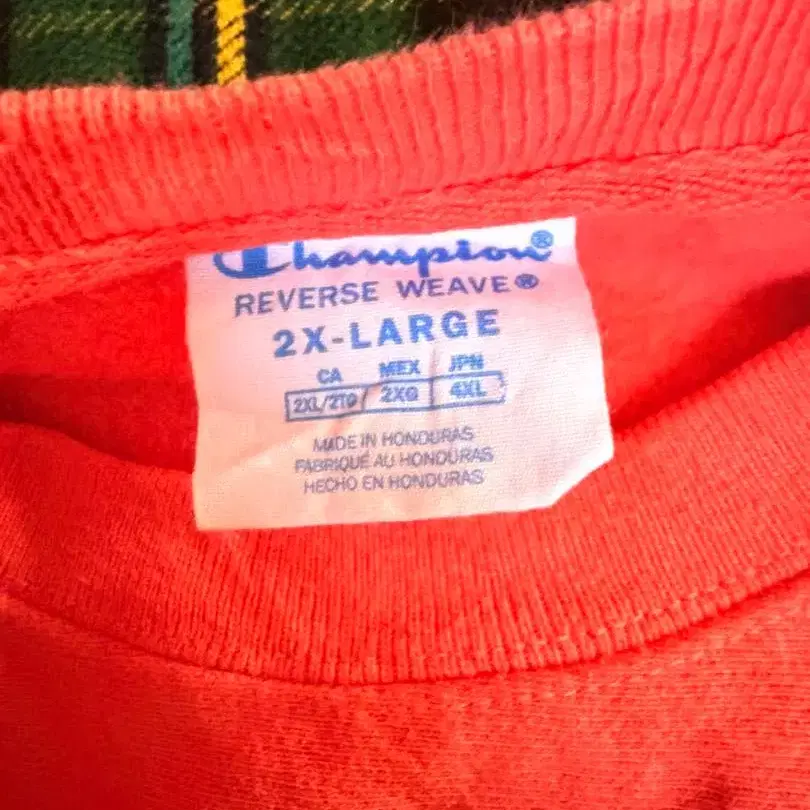 Champion®
REVERSE WEAVE®
2X-LARGE
CA MEX JPN
2XL/2TG 2XG 4XL
MADE IN HONDURAS
FABRIQUÉ AU HONDURAS
HECHO EN HONDURAS